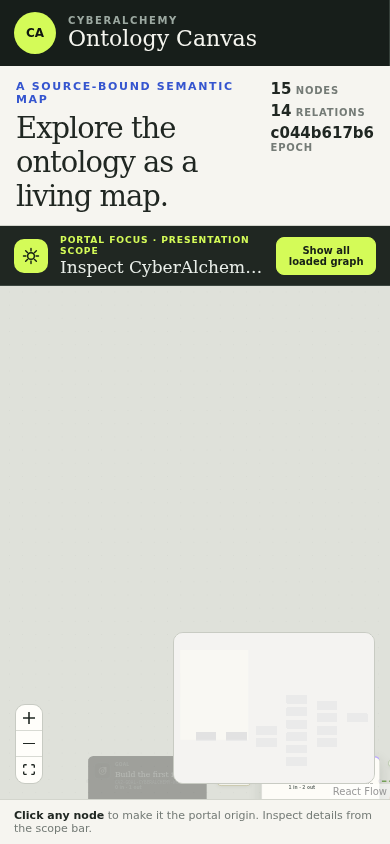 CA
CYBERALCHEMY
Ontology Canvas
A SOURCE-BOUND SEMANTIC
MAP
Explore the
ontology as a
living map.
15 NODES
14 RELATIONS
c044b617b6
EPOCH
PORTAL FOCUS · PRESENTATION
SCOPE
Inspect CyberAlchem…
Show all
loaded graph
Build the first
1 in · 2 out
React Flow
Click any node to make it the portal origin. Inspect details from
the scope bar.